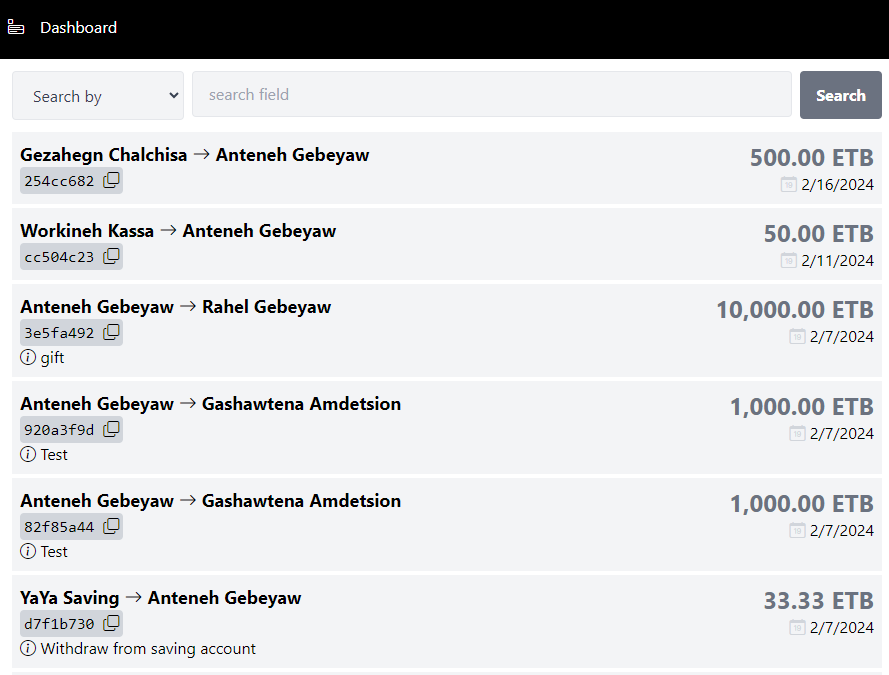 Dashboard
Search by
search field
Search
Gezahegn Chalchisa → Anteneh Gebeyaw
500.00 ETB
254cc682
2/16/2024
Workineh Kassa → Anteneh Gebeyaw
50.00 ETB
cc504c23
2/11/2024
Anteneh Gebeyaw → Rahel Gebeyaw
10,000.00 ETB
3e5fa492
2/7/2024
gift
Anteneh Gebeyaw → Gashawtena Amdetsion
1,000.00 ETB
920a3f9d
2/7/2024
Test
Anteneh Gebeyaw → Gashawtena Amdetsion
1,000.00 ETB
82f85a44
2/7/2024
Test
YaYa Saving → Anteneh Gebeyaw
33.33 ETB
d7f1b730
2/7/2024
Withdraw from saving account